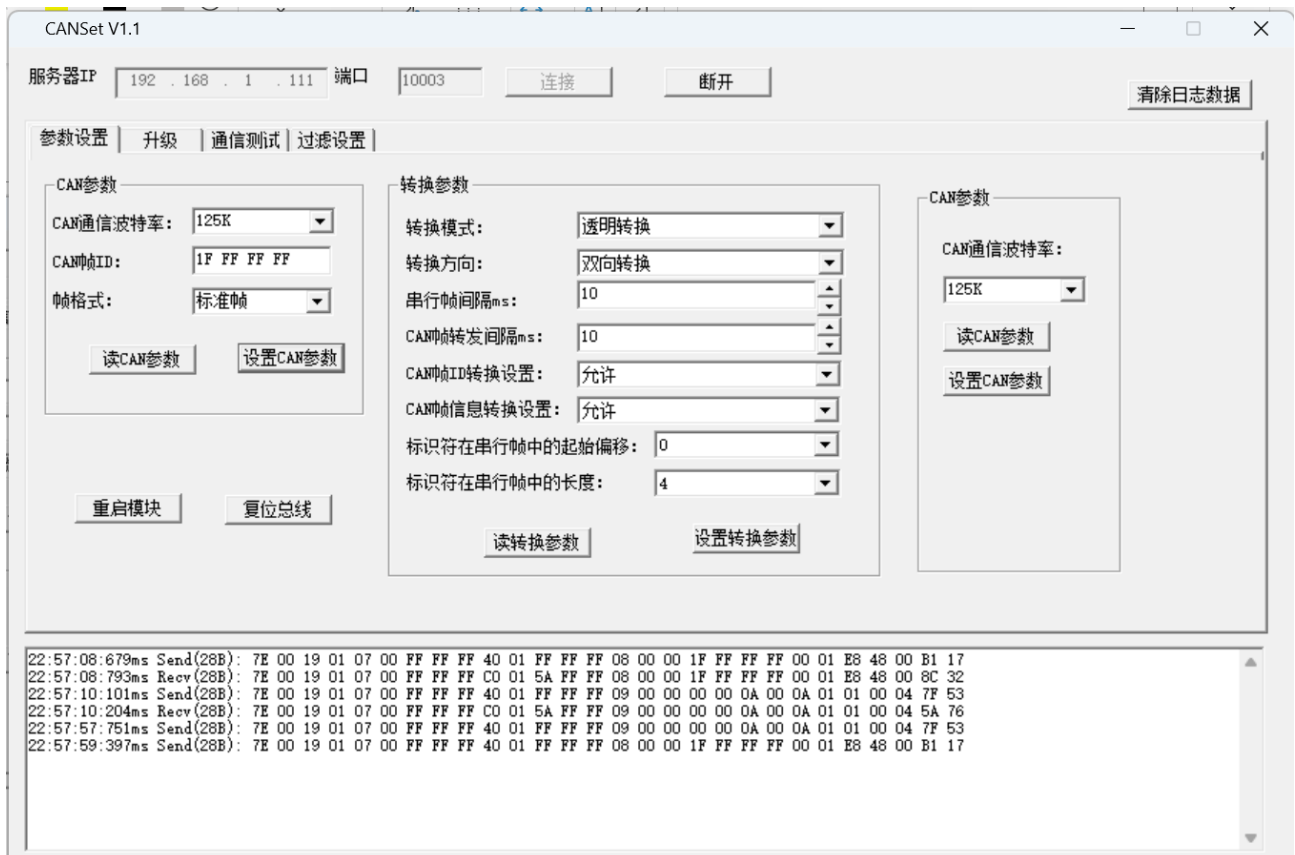 CANSet V1.1
服务器IP 192 . 168 . 1 . 111 端口 10003 连接 断开
清除日志数据
参数设置 升级 通信测试 过滤设置
CAN参数
CAN通信波特率: 125K
CAN帧ID: 1F FF FF FF
帧格式: 标准帧
读CAN参数 设置CAN参数
重启模块 复位总线
转换参数
转换模式: 透明转换
转换方向: 双向转换
串行帧间隔ms: 10
CAN帧转发间隔ms: 10
CAN帧ID转换设置: 允许
CAN帧信息转换设置: 允许
标识符在串行帧中的起始偏移: 0
标识符在串行帧中的长度: 4
读转换参数 设置转换参数
CAN参数
CAN通信波特率:
125K
读CAN参数
设置CAN参数
22:57:08:679ms Send(28B): 7E 00 19 01 07 00 FF FF FF 40 01 FF FF FF 08 00 00 1F FF FF FF 00 01 E8 48 00 B1 17
22:57:08:793ms Recv(28B): 7E 00 19 01 07 00 FF FF FF C0 01 5A FF FF 08 00 00 1F FF FF FF 00 01 E8 48 00 8C 32
22:57:10:101ms Send(28B): 7E 00 19 01 07 00 FF FF FF 40 01 FF FF FF 09 00 00 00 00 0A 00 0A 01 01 00 04 7F 53
22:57:10:204ms Recv(28B): 7E 00 19 01 07 00 FF FF FF C0 01 5A FF FF 09 00 00 00 00 0A 00 0A 01 01 00 04 5A 76
22:57:57:751ms Send(28B): 7E 00 19 01 07 00 FF FF FF 40 01 FF FF FF 09 00 00 00 00 0A 00 0A 01 01 00 04 7F 53
22:57:59:397ms Send(28B): 7E 00 19 01 07 00 FF FF FF 40 01 FF FF FF 08 00 00 1F FF FF FF 00 01 E8 48 00 B1 17